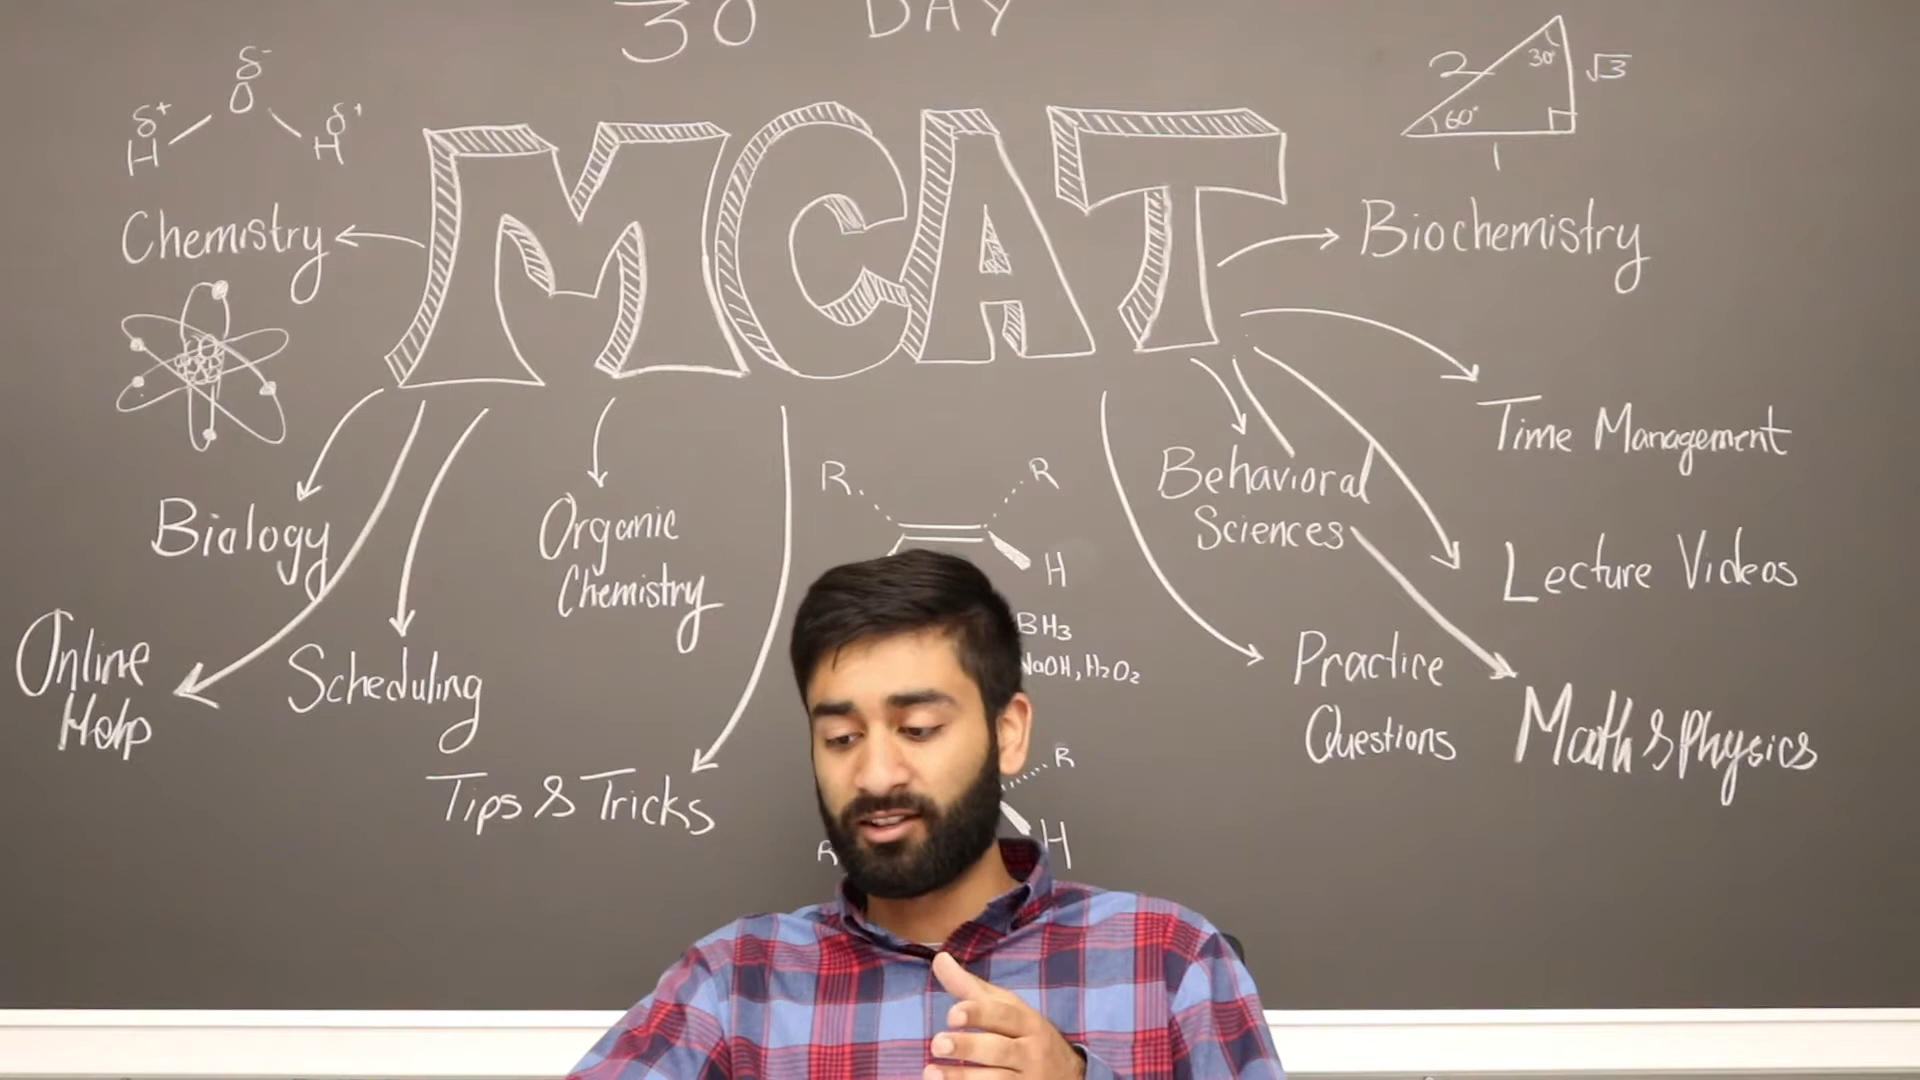 30 DAY
δ-
O
δ+
H
δ+
H
2
30°
√3
60°
1
MCAT
Chemistry
Biochemistry
Time Management
Biology
Organic
Chemistry
R
R
H
Behavioral
Sciences
Lecture Videos
Online
Help
Scheduling
BH3
NaOH, H2O2
Practice
Questions
Math & Physics
Tips & Tricks
R
R
H